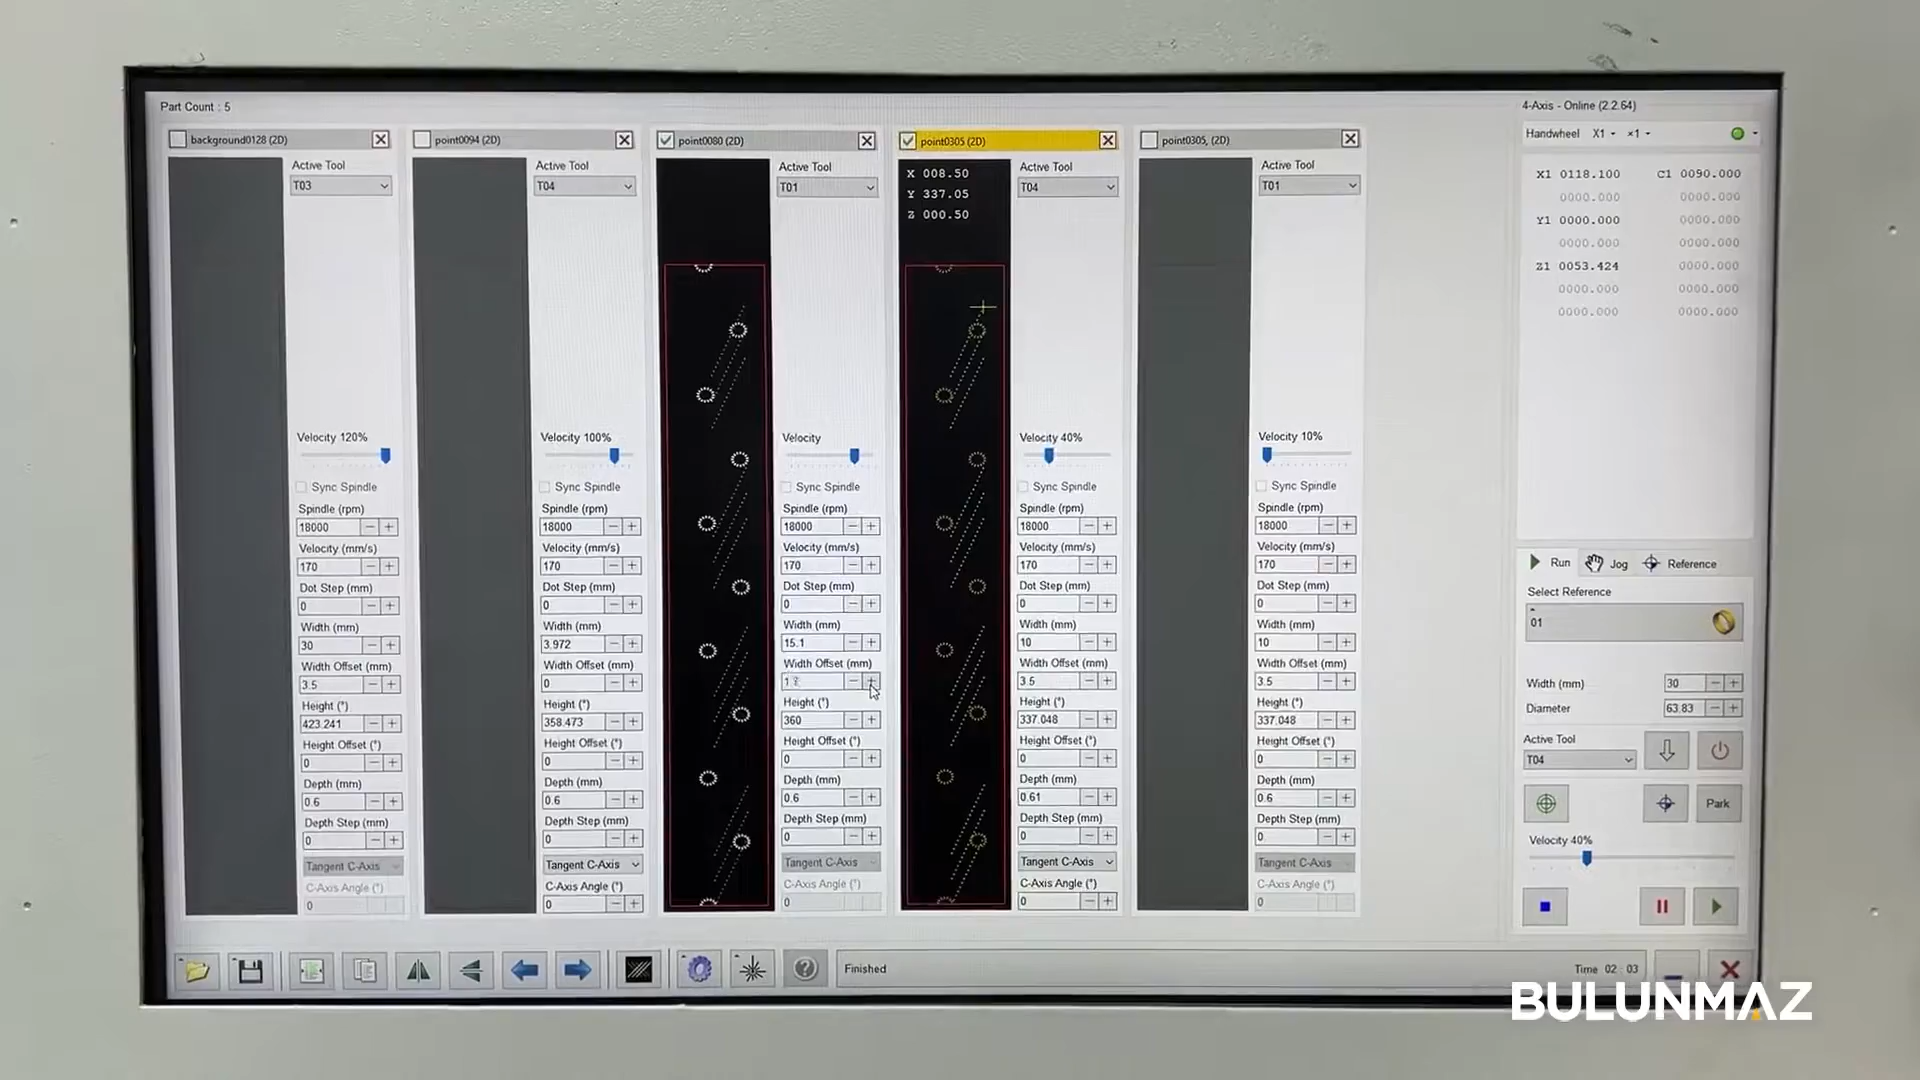 Part Count : 5
background0128 (2D)
Active Tool
T03
Velocity 120%
Sync Spindle
Spindle (rpm)
18000
Velocity (mm/s)
170
Dot Step (mm)
0
Width (mm)
30
Width Offset (mm)
3.5
Height (°)
423.241
Height Offset (°)
0
Depth (mm)
0.6
Depth Step (mm)
0
Tangent C-Axis
C-Axis Angle (°)
0
point0094 (2D)
Active Tool
T04
Velocity 100%
Sync Spindle
Spindle (rpm)
18000
Velocity (mm/s)
170
Dot Step (mm)
0
Width (mm)
3.972
Width Offset (mm)
0
Height (°)
358.473
Height Offset (°)
0
Depth (mm)
0.6
Depth Step (mm)
0
Tangent C-Axis
C-Axis Angle (°)
0
point0080 (2D)
Active Tool
T01
Velocity
Sync Spindle
Spindle (rpm)
18000
Velocity (mm/s)
170
Dot Step (mm)
0
Width (mm)
15.1
Width Offset (mm)
Height (°)
360
Height Offset (°)
0
Depth (mm)
0.6
Depth Step (mm)
0
Tangent C-Axis
C-Axis Angle (°)
0
point0305 (2D)
X 008.50
Y 337.05
Z 000.50
Active Tool
T04
Velocity 40%
Sync Spindle
Spindle (rpm)
18000
Velocity (mm/s)
170
Dot Step (mm)
0
Width (mm)
10
Width Offset (mm)
3.5
Height (°)
337.048
Height Offset (°)
0
Depth (mm)
0.61
Depth Step (mm)
0
Tangent C-Axis
C-Axis Angle (°)
0
point0305, (2D)
Active Tool
T01
Velocity 10%
Sync Spindle
Spindle (rpm)
18000
Velocity (mm/s)
170
Dot Step (mm)
0
Width (mm)
10
Width Offset (mm)
3.5
Height (°)
337.048
Height Offset (°)
0
Depth (mm)
0.6
Depth Step (mm)
0
Tangent C-Axis
C-Axis Angle (°)
0
4-Axis - Online (2.2.64)
Handwheel X1 ×1
X1 0118.100 C1 0090.000
0000.000 0000.000
Y1 0000.000 0000.000
0000.000 0000.000
Z1 0053.424 0000.000
0000.000 0000.000
0000.000 0000.000
Run Jog Reference
Select Reference
01
Width (mm) 30
Diameter 63.83
Active Tool
T04
Park
Velocity 40%
Finished
Time 02 : 03
BULUNMAZ